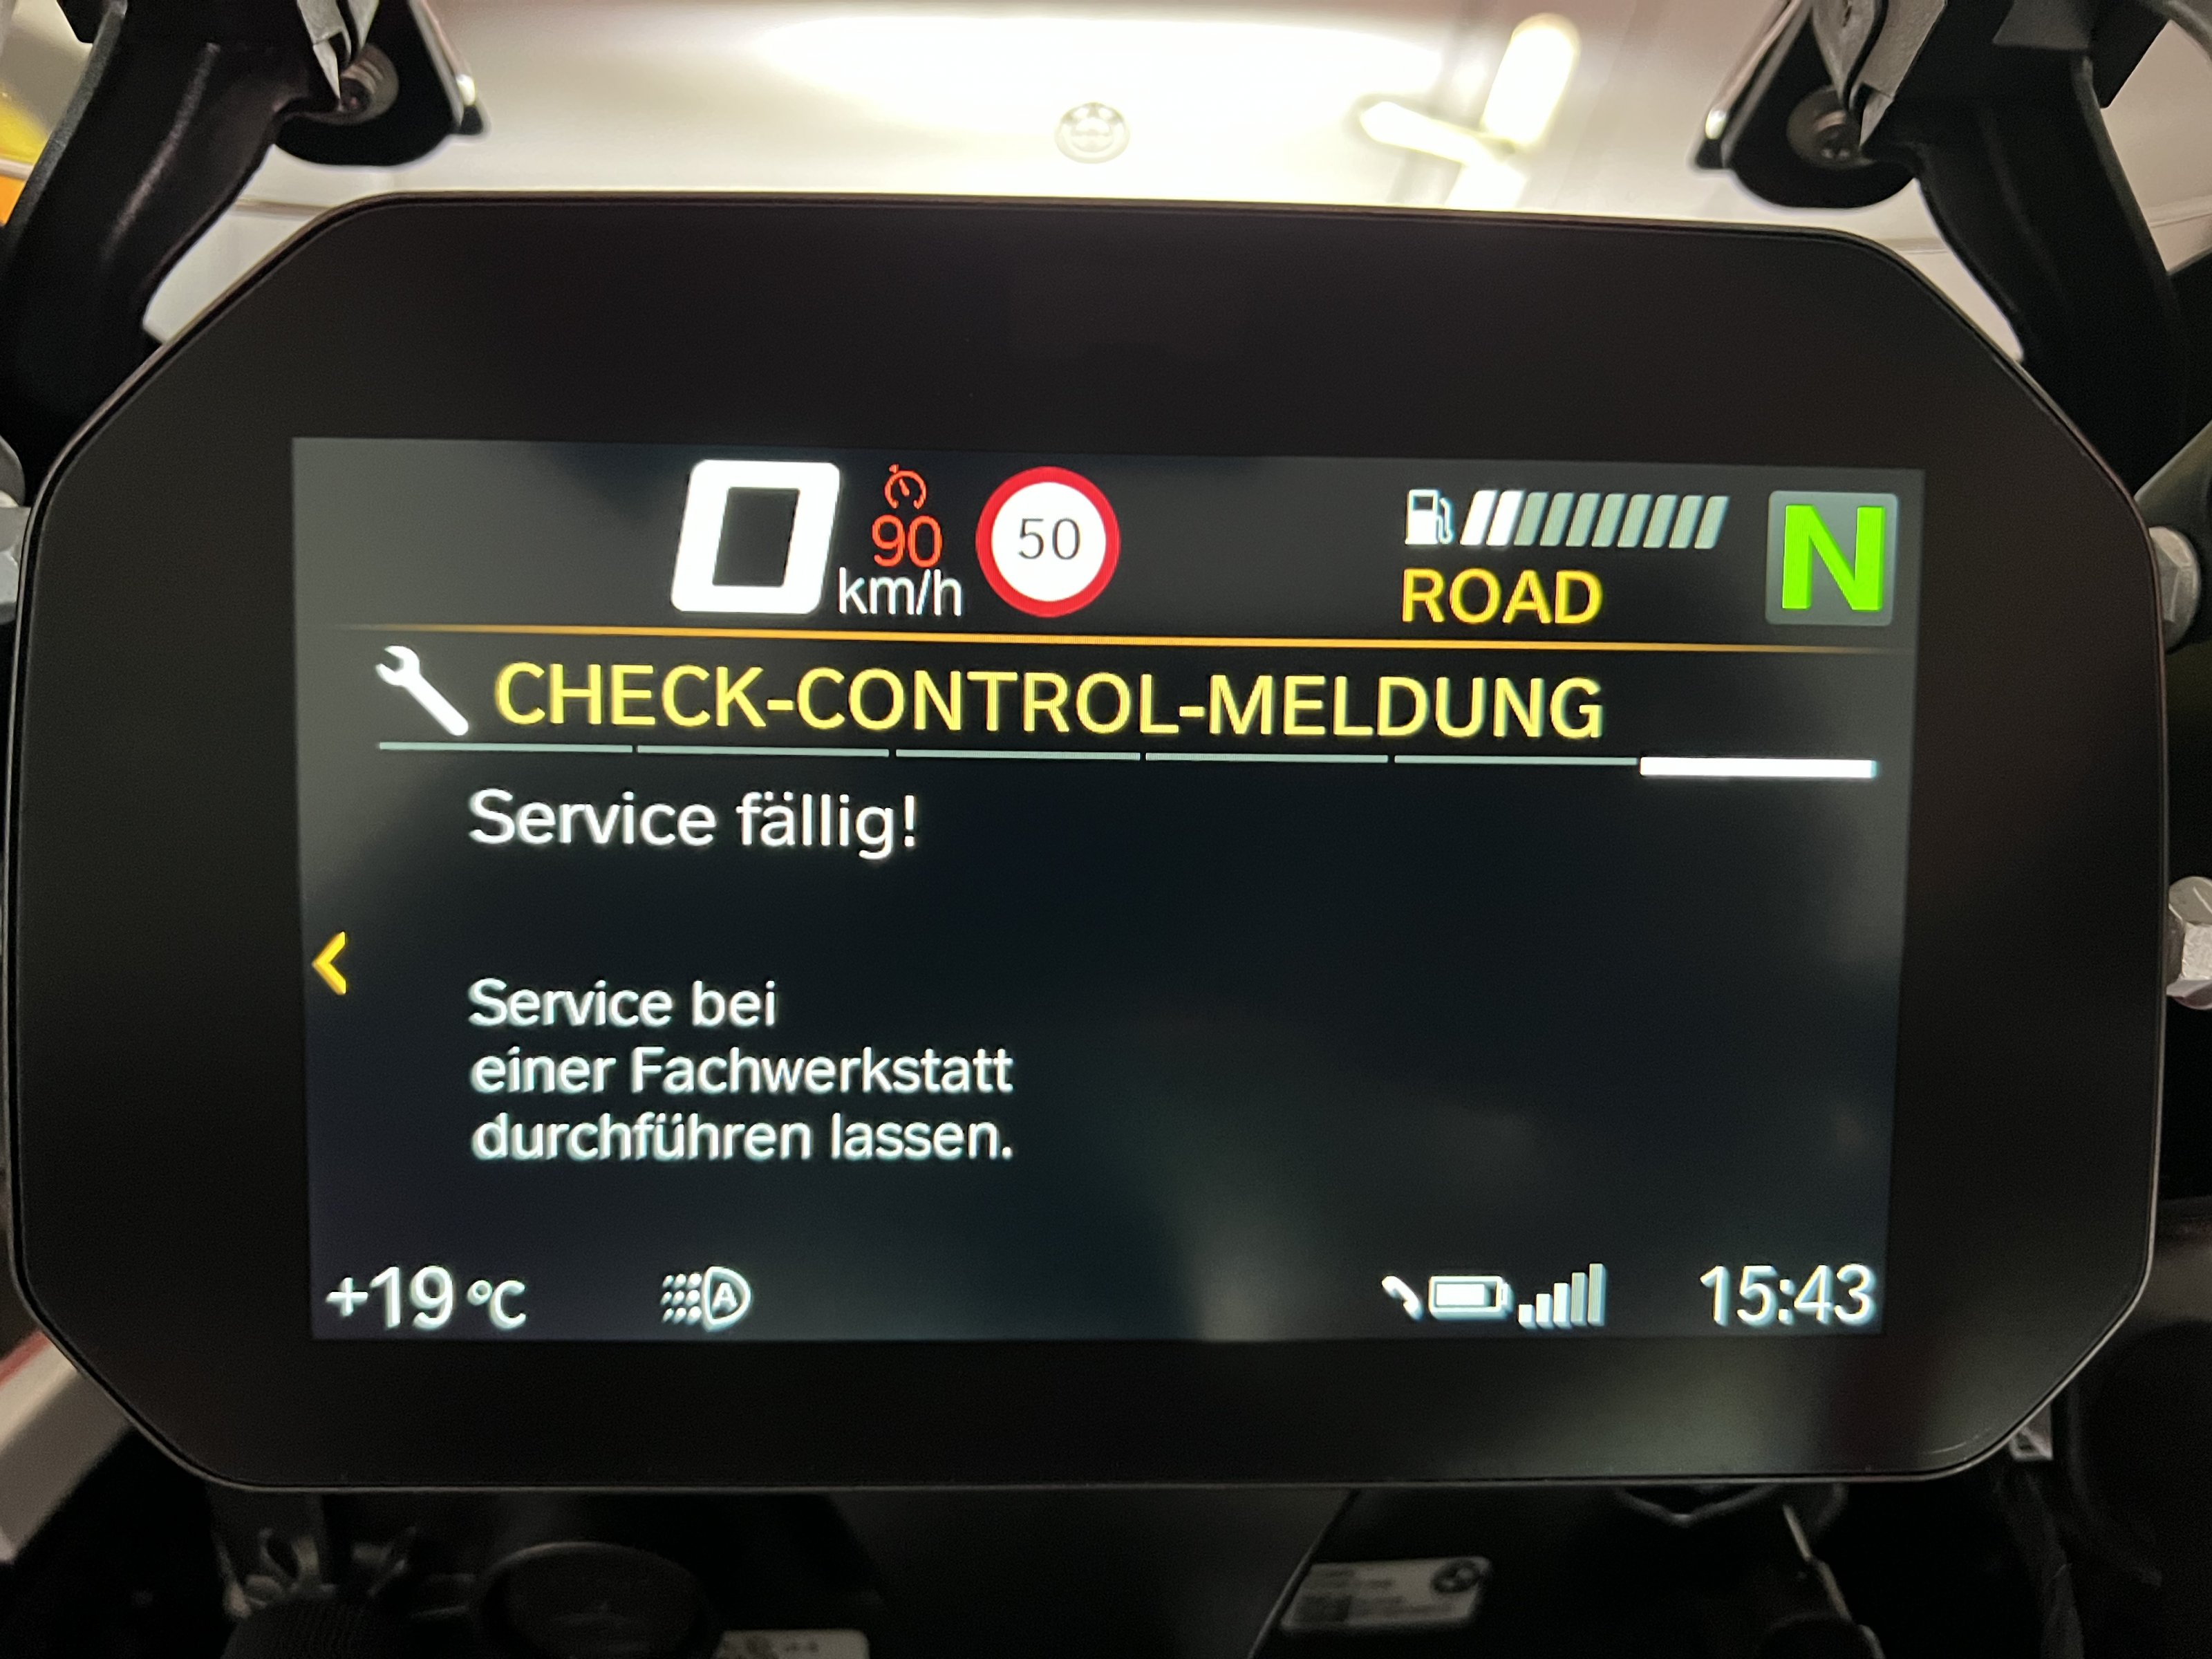 0 90 km/h 50 N
ROAD
CHECK-CONTROL-MELDUNG
Service fällig!
Service bei
einer Fachwerkstatt
durchführen lassen.
+19 °C A 15:43